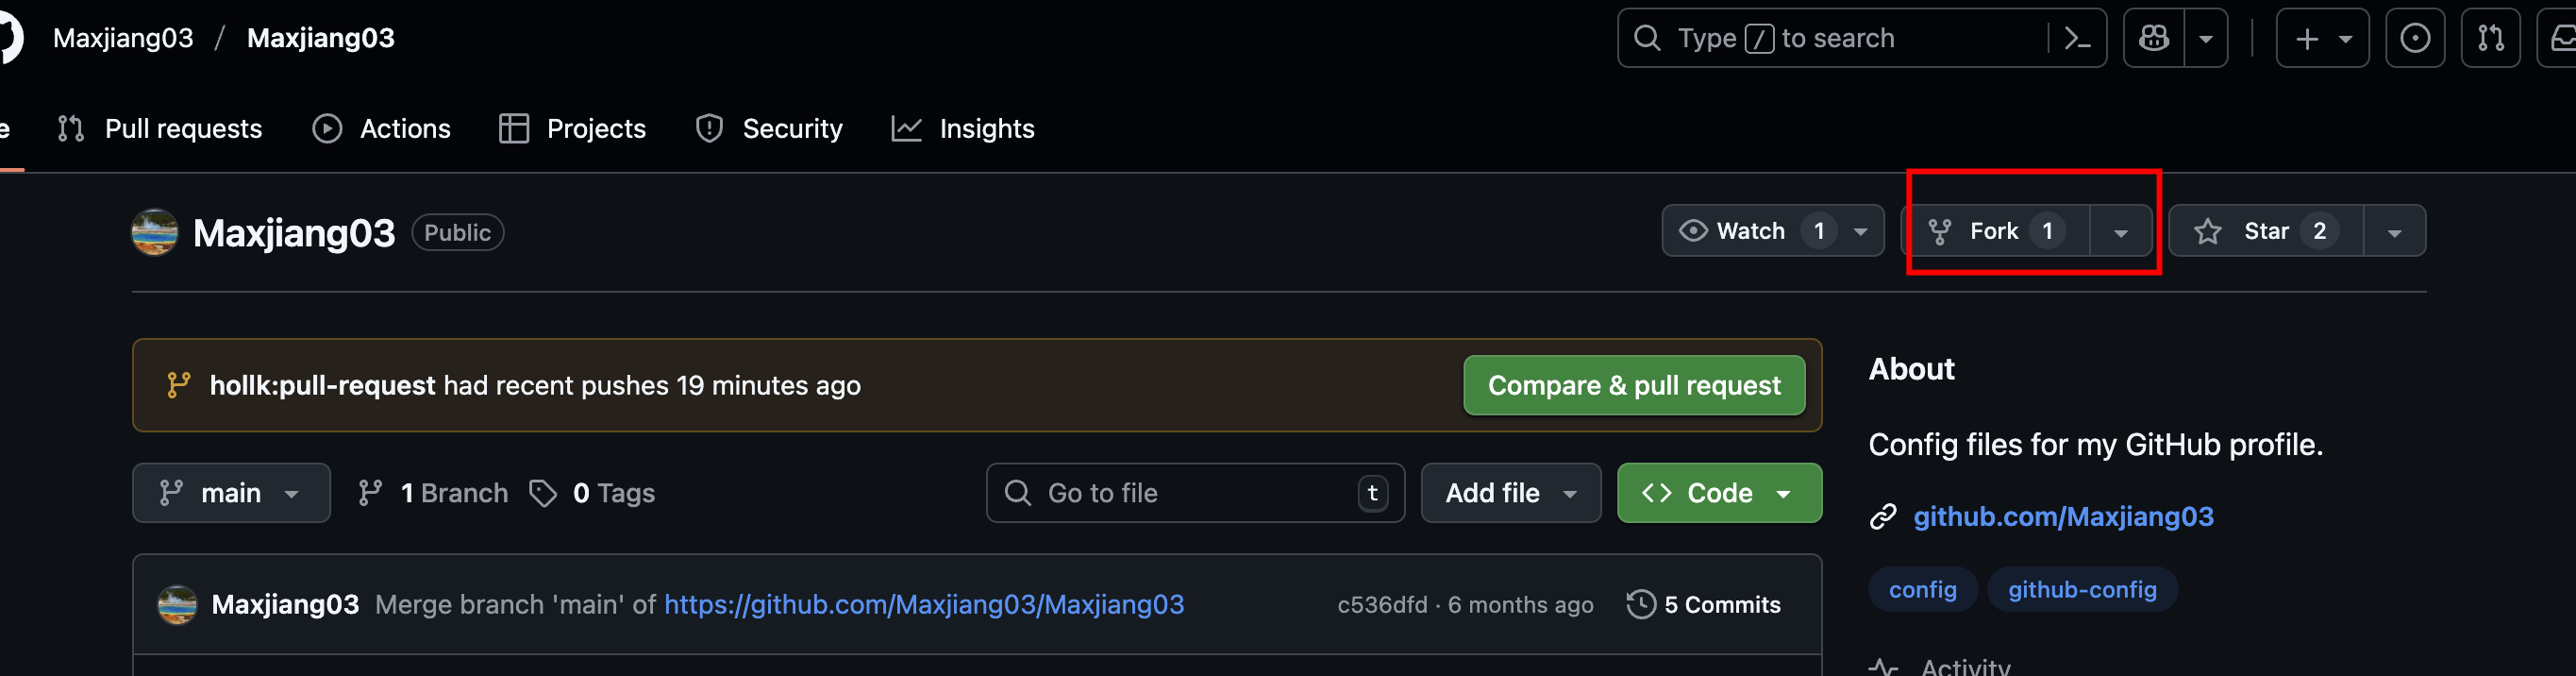 Maxjiang03 / Maxjiang03 Type / to search
e Pull requests Actions Projects Security Insights
Maxjiang03 Public Watch 1 Fork 1 Star 2
hollk:pull-request had recent pushes 19 minutes ago Compare & pull request
main 1 Branch 0 Tags Go to file t Add file Code
Maxjiang03 Merge branch 'main' of https://github.com/Maxjiang03/Maxjiang03 c536dfd · 6 months ago 5 Commits
About
Config files for my GitHub profile.
github.com/Maxjiang03
config github-config
Activity